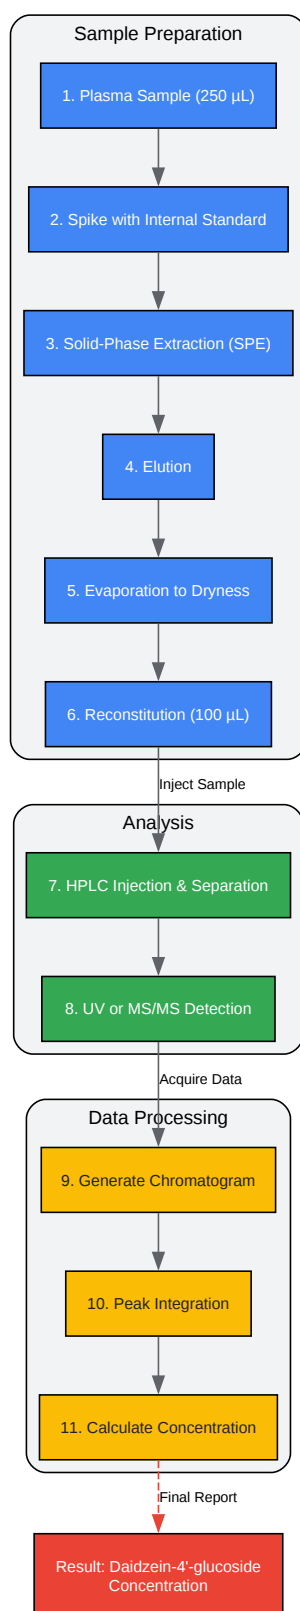 Sample Preparation
1. Plasma Sample (250 µL)
2. Spike with Internal Standard
3. Solid-Phase Extraction (SPE)
4. Elution
5. Evaporation to Dryness
6. Reconstitution (100 µL)
Inject Sample
Analysis
7. HPLC Injection & Separation
8. UV or MS/MS Detection
Acquire Data
Data Processing
9. Generate Chromatogram
10. Peak Integration
11. Calculate Concentration
Final Report
Result: Daidzein-4'-glucoside
Concentration